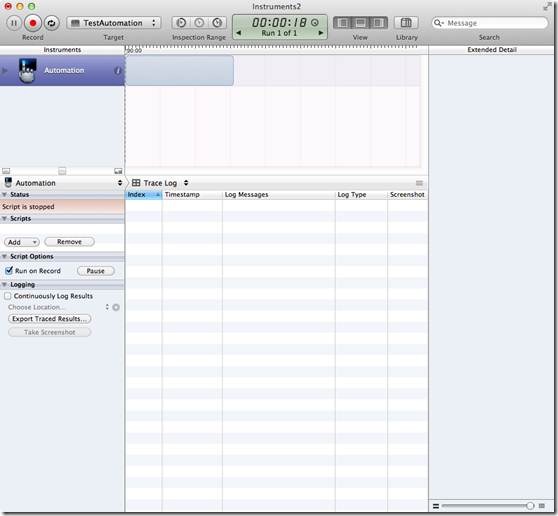 Instruments2
TestAutomation
00:00:18
Run 1 of 1
Message
Record
Target
Inspection Range
View
Library
Search
Instruments
00:00
Extended Detail
Automation
Automation
Trace Log
Status
Index
Timestamp
Log Messages
Log Type
Screenshot
Script is stopped
Scripts
Add
Remove
Script Options
Run on Record
Pause
Logging
Continuously Log Results
Choose Location...
Export Traced Results...
Take Screenshot